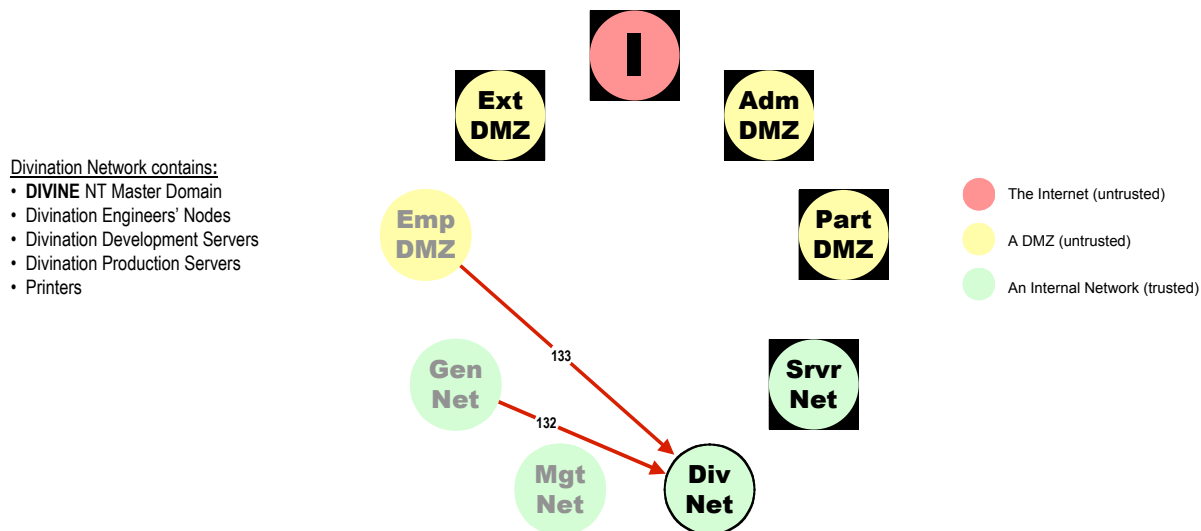 I
Ext
DMZ
Adm
DMZ
Divination Network contains:
• DIVINE NT Master Domain
• Divination Engineers' Nodes
• Divination Development Servers
• Divination Production Servers
• Printers
Emp
DMZ
Part
DMZ
The Internet (untrusted)
A DMZ (untrusted)
An Internal Network (trusted)
133
Gen
Net
132
Srvr
Net
Mgt
Net
Div
Net